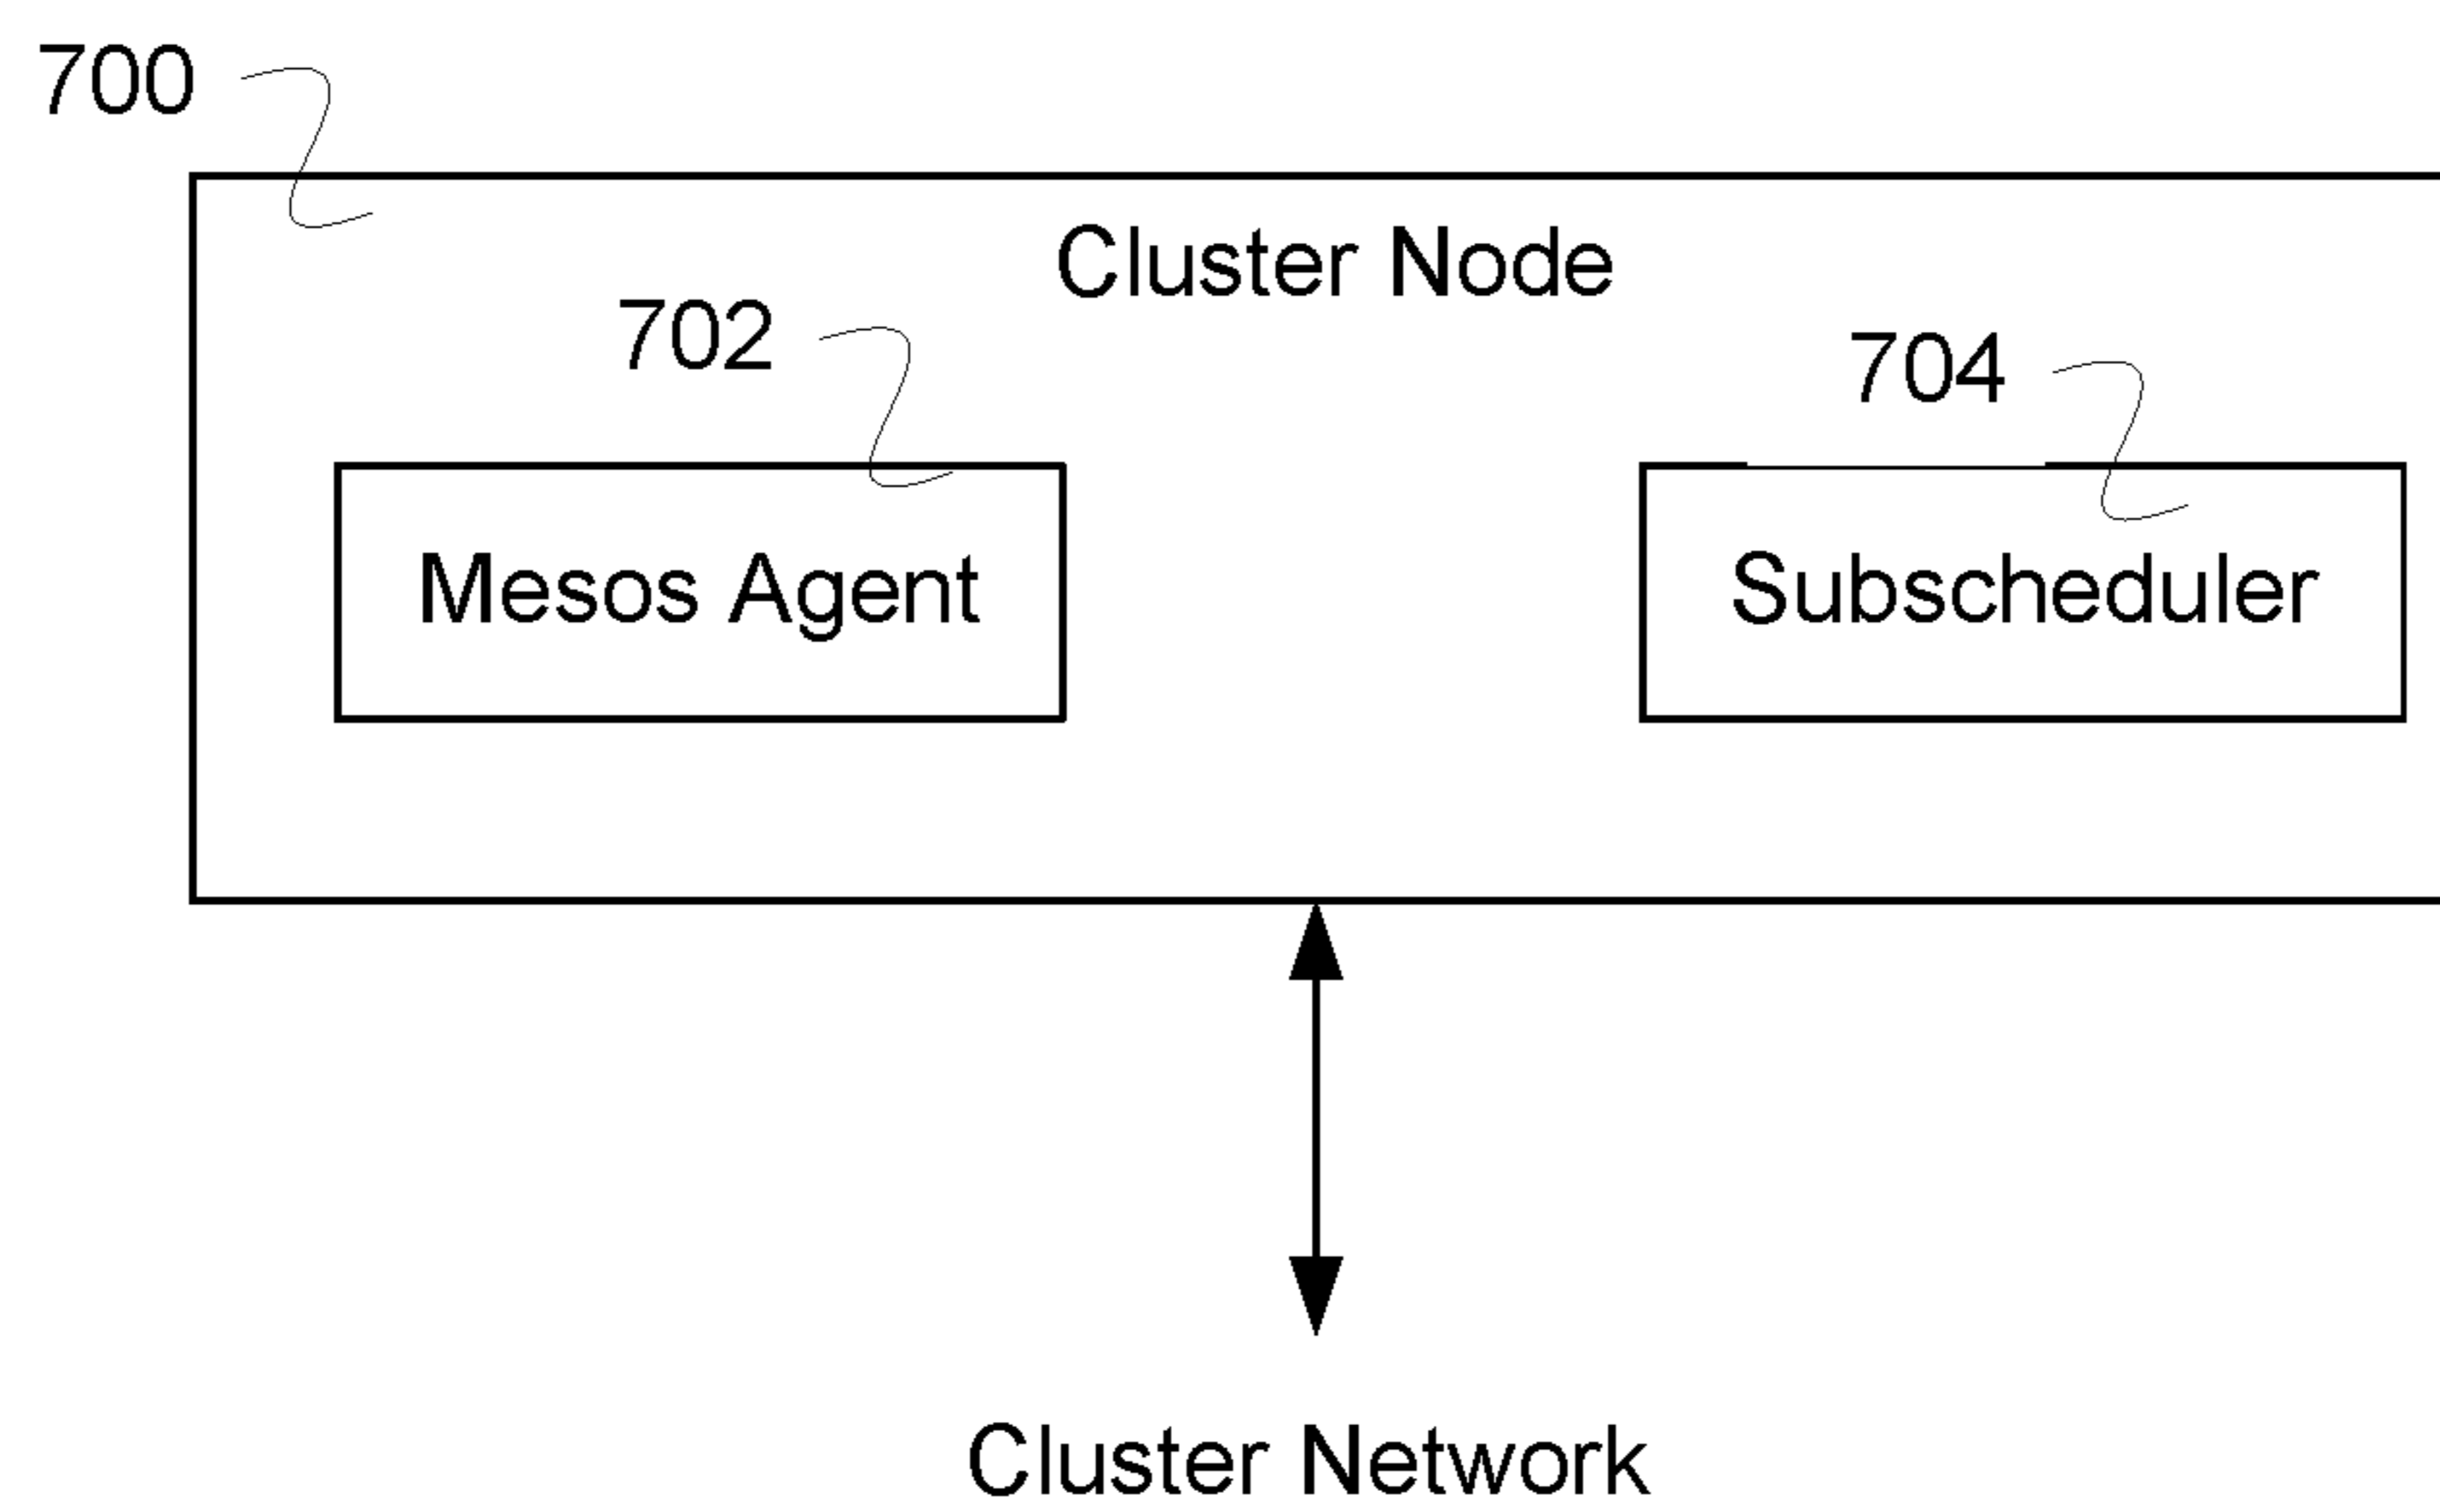 700
Cluster Node
702
704
Mesos Agent
Subscheduler
Cluster Network